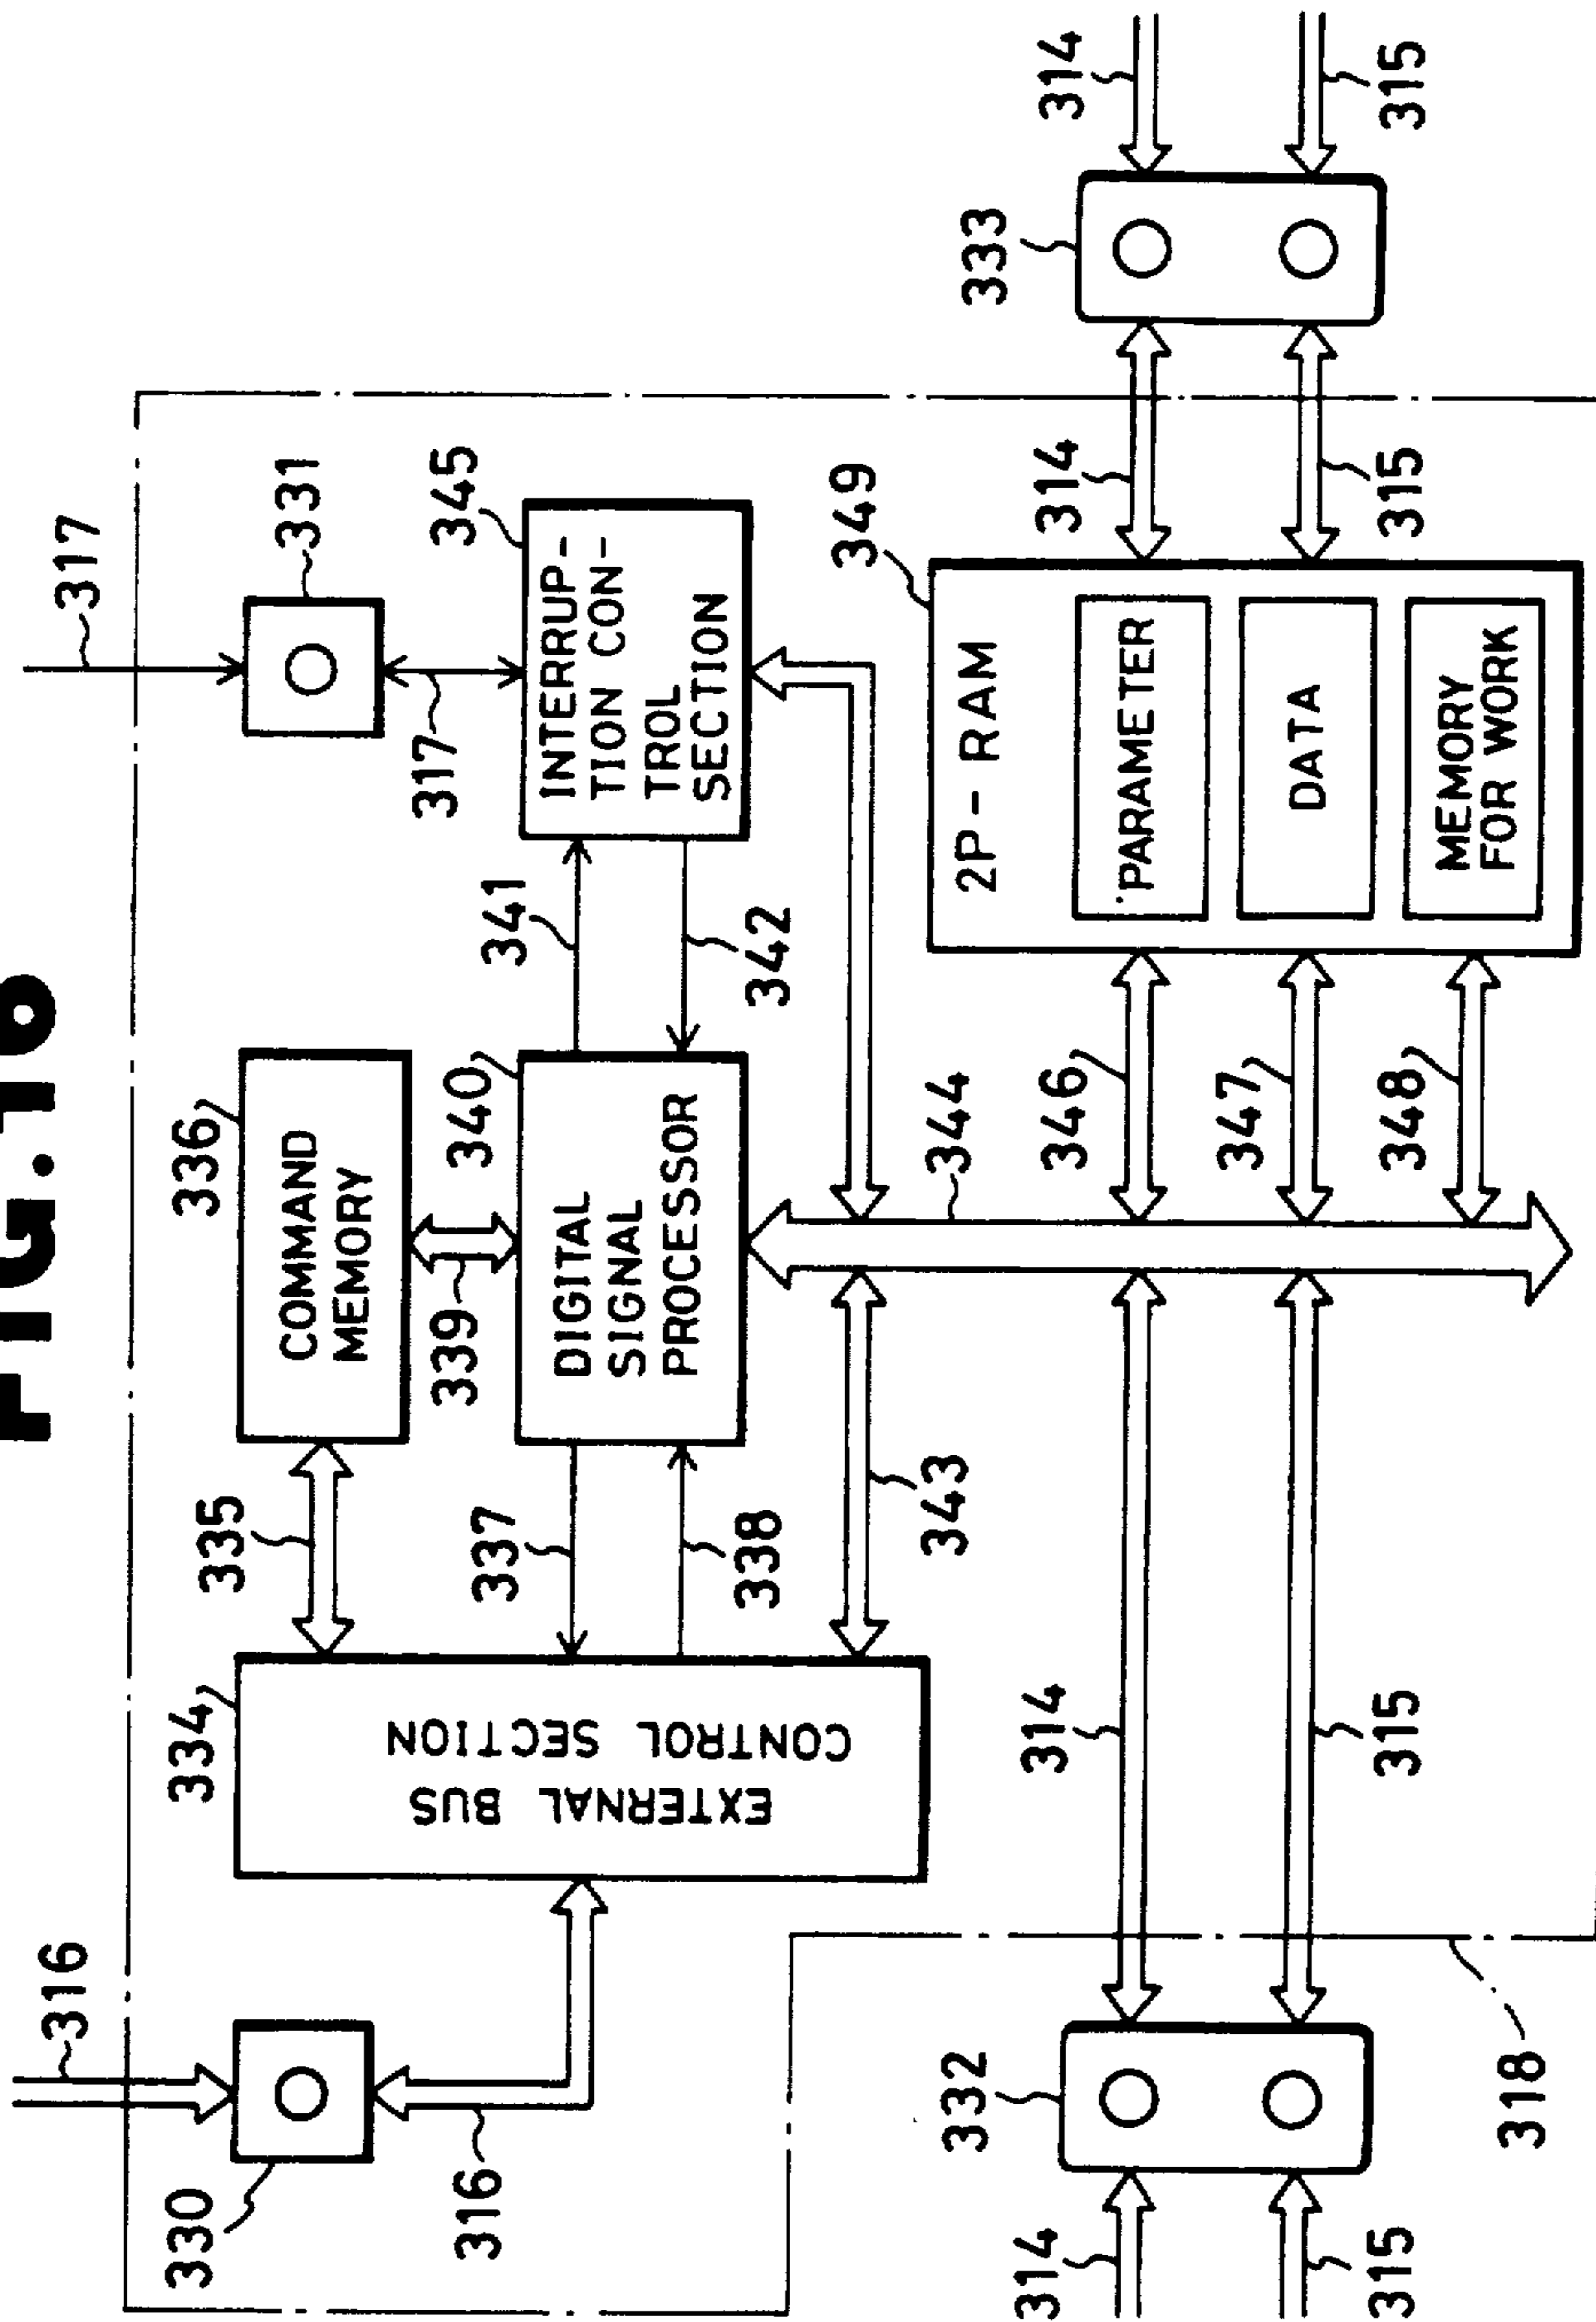 FIG.16
316
330
316
334
EXTERNAL BUS
CONTROL SECTION
335
336
COMMAND
MEMORY
337
338
339
340
DIGITAL
SIGNAL
PROCESSOR
341
342
317
331
317
345
INTERRUP-
TION CON-
TROL
SECTION
343
344
349
2P-RAM
PARAMETER
DATA
MEMORY
FOR WORK
346
347
348
314
315
332
314
315
318
314
315
333
314
315